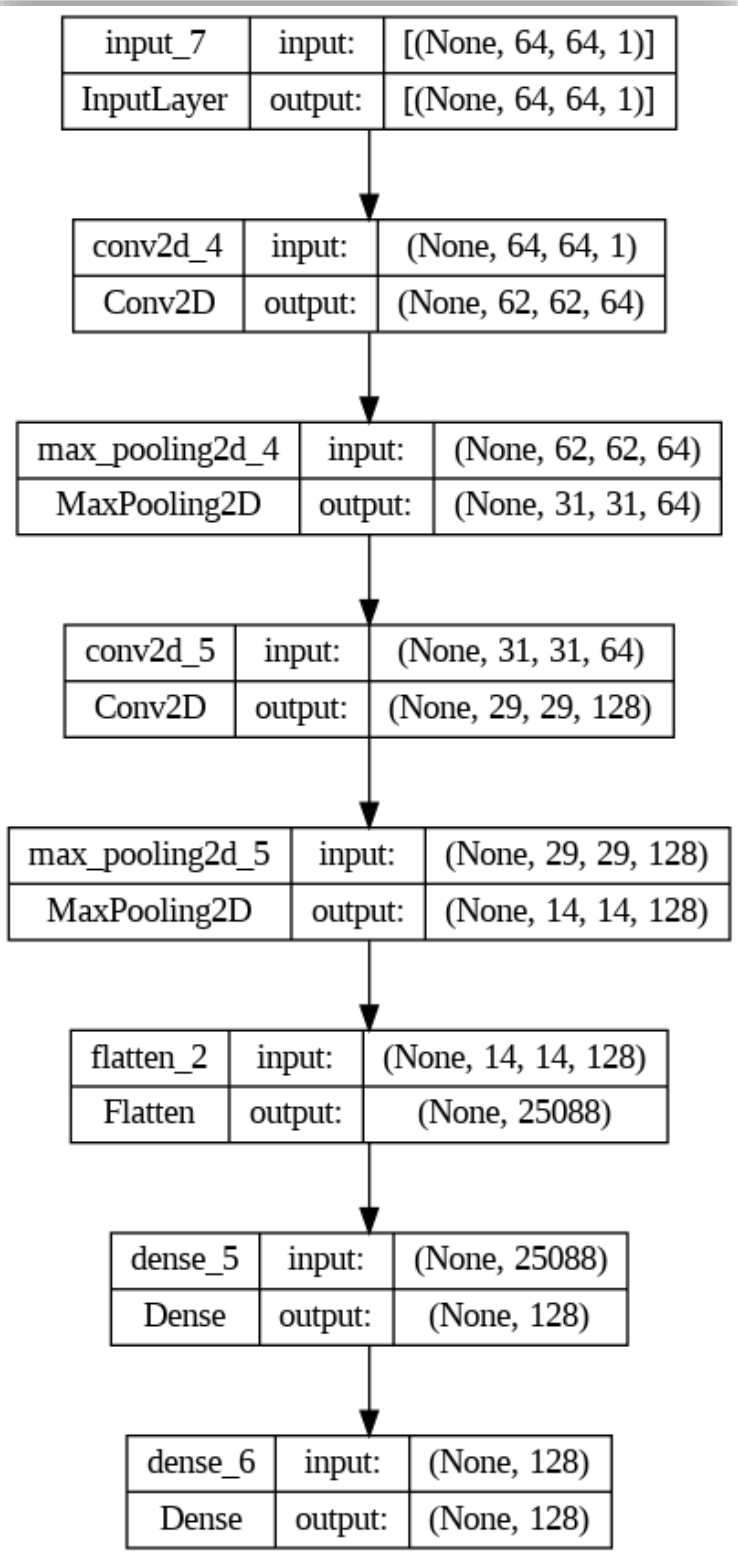 input_7 input: [(None, 64, 64, 1)]
InputLayer output: [(None, 64, 64, 1)]
conv2d_4 input: (None, 64, 64, 1)
Conv2D output: (None, 62, 62, 64)
max_pooling2d_4 input: (None, 62, 62, 64)
MaxPooling2D output: (None, 31, 31, 64)
conv2d_5 input: (None, 31, 31, 64)
Conv2D output: (None, 29, 29, 128)
max_pooling2d_5 input: (None, 29, 29, 128)
MaxPooling2D output: (None, 14, 14, 128)
flatten_2 input: (None, 14, 14, 128)
Flatten output: (None, 25088)
dense_5 input: (None, 25088)
Dense output: (None, 128)
dense_6 input: (None, 128)
Dense output: (None, 128)